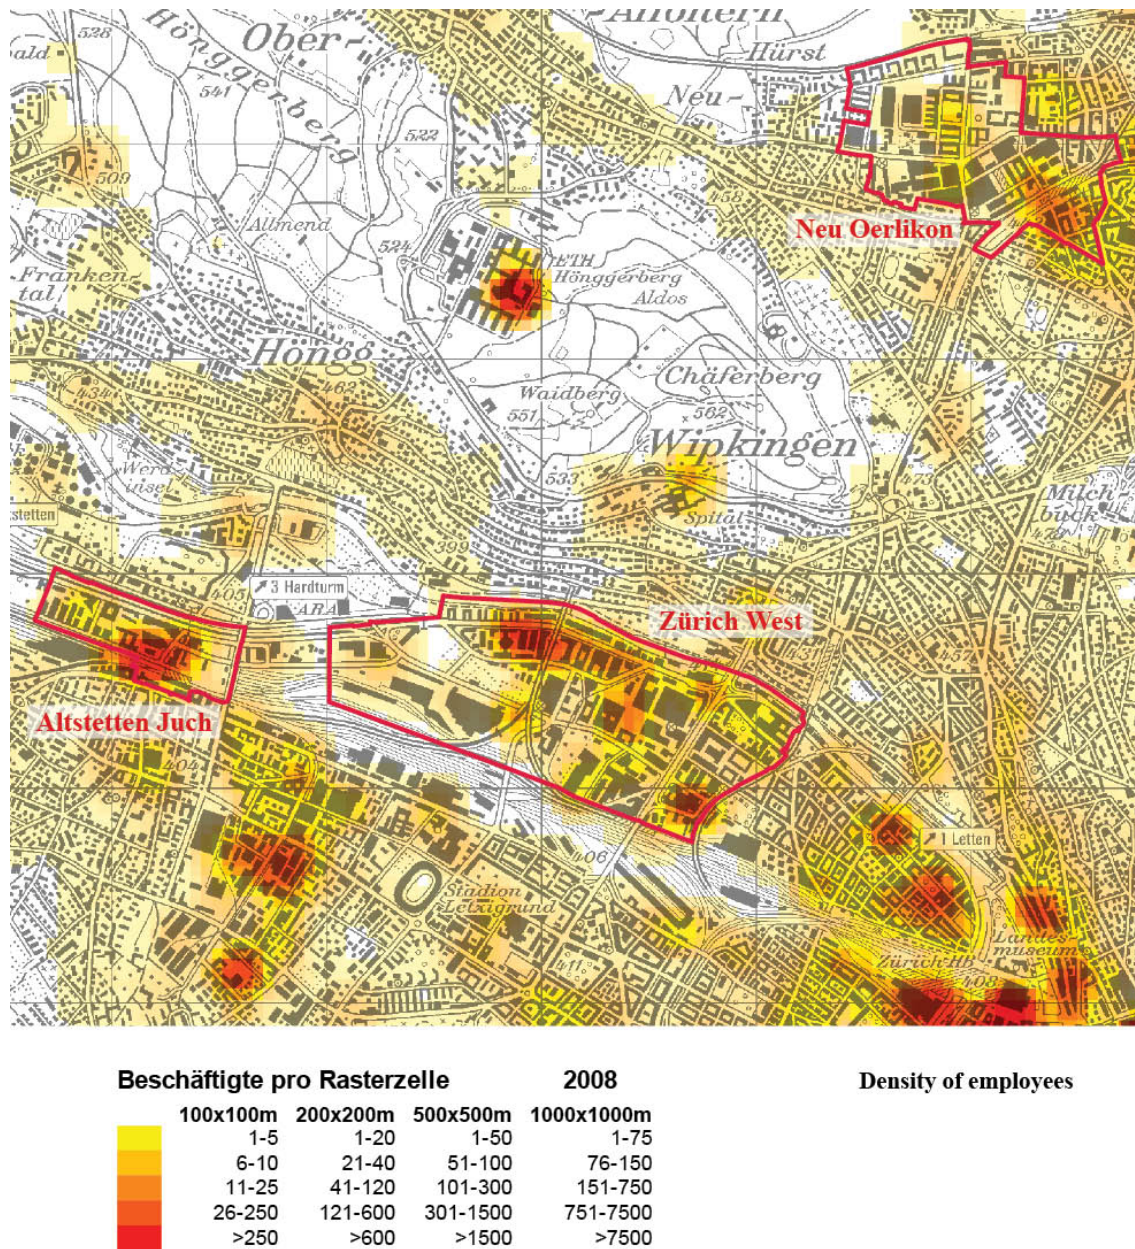 Affoltern
528
Ober-
Hürst
Hönggerberg
541
Neu-
522
509
458
Allmend
524
Neu Oerlikon
ETH
Hönggerberg
Aldos
Franken-
tal
Höngg
Chäferberg
Waidberg
551
562
462
434
Wipkingen
Werd
insel
533
475
Milch-
buck
Spital
stetten
399
↗ 3 Hardturm
405
ARA
Zürich West
Altstetten Juch
404
↗ 1 Letten
406
Stadion
Letzigrund
Landes-
museum
Zürich Hb
411
408
Beschäftigte pro Rasterzelle 2008 Density of employees
100x100m 200x200m 500x500m 1000x1000m
1-5 1-20 1-50 1-75
6-10 21-40 51-100 76-150
11-25 41-120 101-300 151-750
26-250 121-600 301-1500 751-7500
>250 >600 >1500 >7500